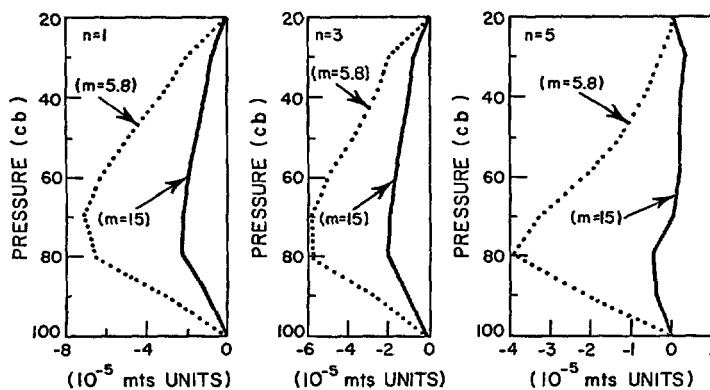 20
40
60
80
100
PRESSURE (cb)
n=1
(m=5.8)
(m=15)
-8 -4 0
(10⁻⁵ mts UNITS)
20
40
60
80
100
PRESSURE (cb)
n=3
(m=5.8)
(m=15)
-6 -4 -2 0
(10⁻⁵ mts UNITS)
20
40
60
80
100
PRESSURE (cb)
n=5
(m=5.8)
(m=15)
-4 -3 -2 -1 0 1
(10⁻⁵ mts UNITS)